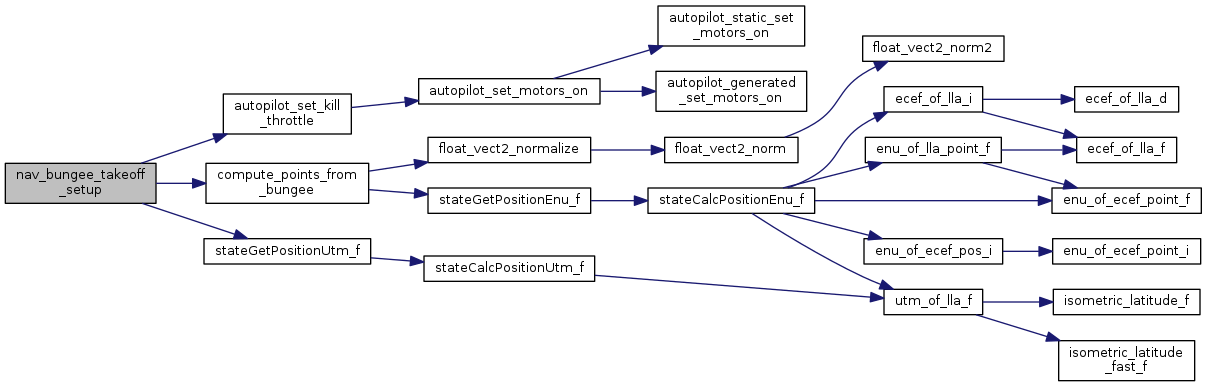 nav_bungee_takeoff
_setup
autopilot_set_kill
_throttle
compute_points_from
_bungee
stateGetPositionUtm_f
autopilot_set_motors_on
float_vect2_normalize
stateGetPositionEnu_f
stateCalcPositionUtm_f
autopilot_static_set
_motors_on
autopilot_generated
_set_motors_on
float_vect2_norm
stateCalcPositionEnu_f
float_vect2_norm2
ecef_of_lla_i
enu_of_lla_point_f
enu_of_ecef_pos_i
utm_of_lla_f
ecef_of_lla_d
ecef_of_lla_f
enu_of_ecef_point_f
enu_of_ecef_point_i
isometric_latitude_f
isometric_latitude
_fast_f